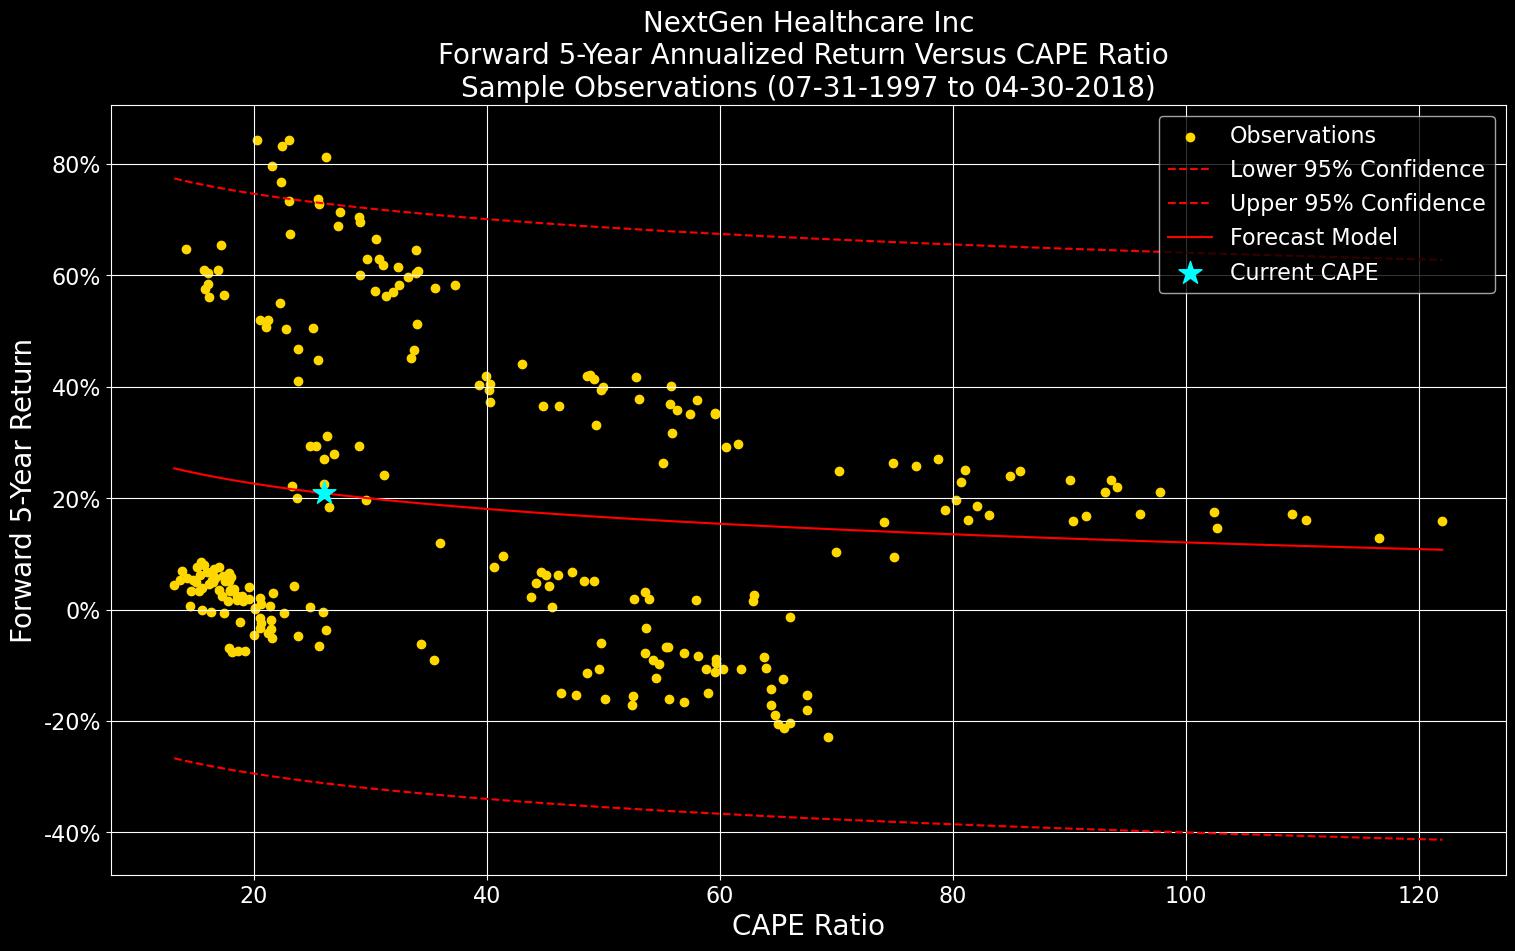 NextGen Healthcare Inc
Forward 5-Year Annualized Return Versus CAPE Ratio
Sample Observations (07-31-1997 to 04-30-2018)
Observations
Lower 95% Confidence
Upper 95% Confidence
Forecast Model
Current CAPE
Forward 5-Year Return
80%
60%
40%
20%
0%
-20%
-40%
20 40 60 80 100 120
CAPE Ratio